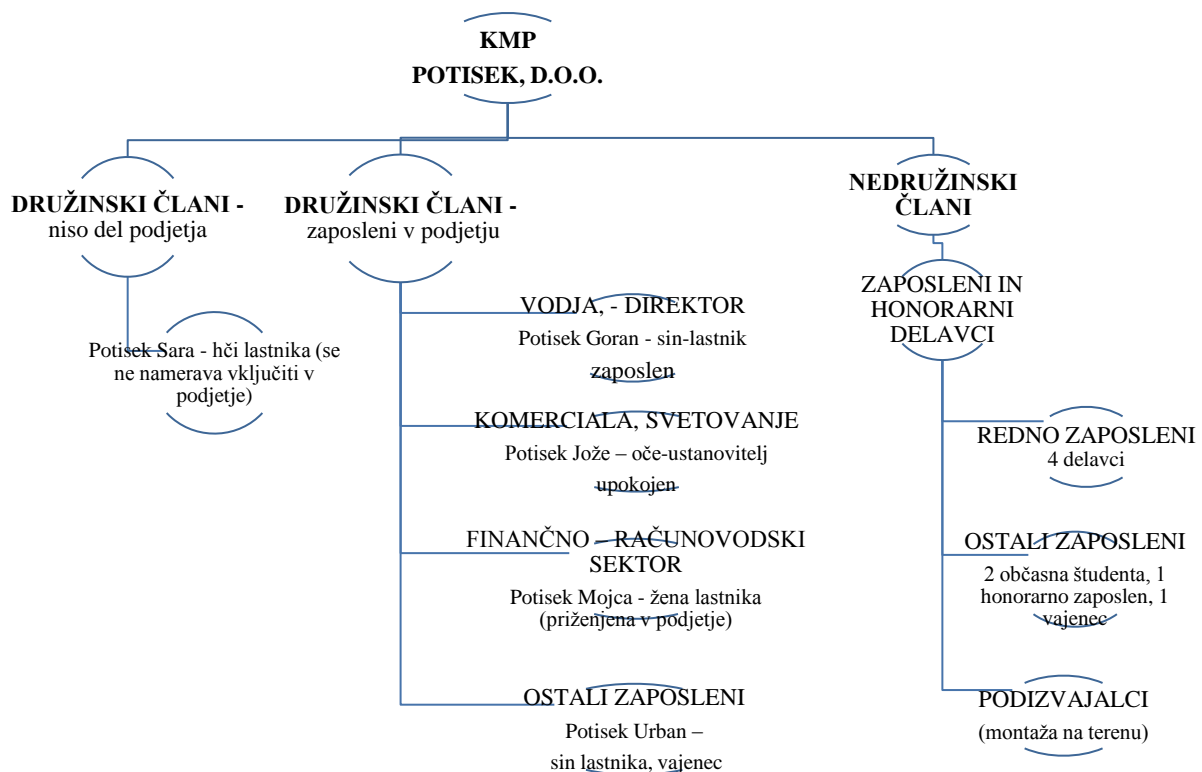 KMP
POTISEK, D.O.O.
DRUŽINSKI ČLANI -
niso del podjetja
Potisek Sara - hči lastnika (se
ne namerava vključiti v
podjetje)
DRUŽINSKI ČLANI -
zaposleni v podjetju
VODJA, - DIREKTOR
Potisek Goran - sin-lastnik
zaposlen
KOMERCIALA, SVETOVANJE
Potisek Jože – oče-ustanovitelj
upokojen
FINANČNO – RAČUNOVODSKI
SEKTOR
Potisek Mojca - žena lastnika
(priženjena v podjetje)
OSTALI ZAPOSLENI
Potisek Urban –
sin lastnika, vajenec
NEDRUŽINSKI
ČLANI
ZAPOSLENI IN
HONORARNI
DELAVCI
REDNO ZAPOSLENI
4 delavci
OSTALI ZAPOSLENI
2 občasna študenta, 1
honorarno zaposlen, 1
vajenec
PODIZVAJALCI
(montaža na terenu)